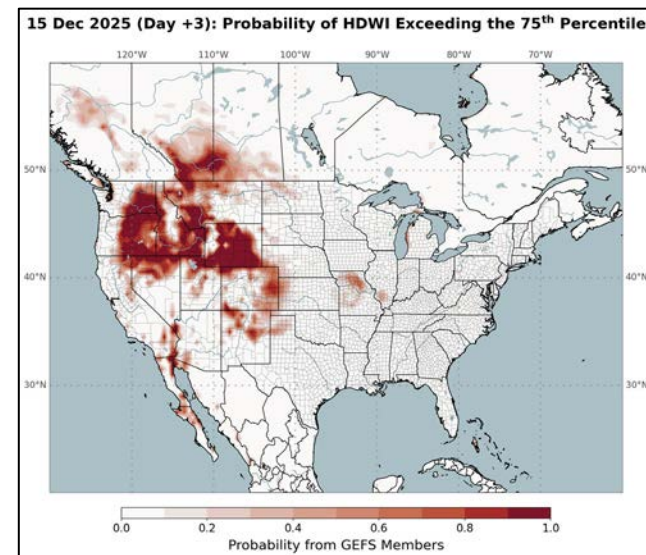 15 Dec 2025 (Day +3): Probability of HDWI Exceeding the 75th Percentile
120°W 110°W 100°W 90°W 80°W 70°W
50°N 50°N
40°N 40°N
30°N 30°N
0.0 0.2 0.4 0.6 0.8 1.0
Probability from GEFS Members